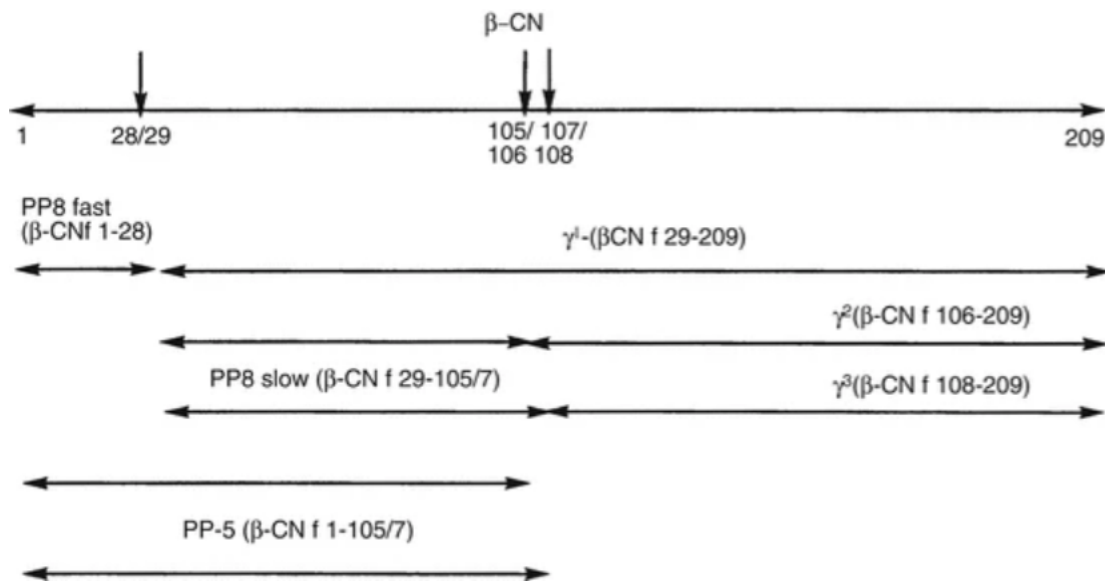 β–CN
1
28/29
105/ 107/
106 108
209
PP8 fast
(β-CNf 1-28)
γ¹-(βCN f 29-209)
γ²(β-CN f 106-209)
PP8 slow (β-CN f 29-105/7)
γ³(β-CN f 108-209)
PP-5 (β-CN f 1-105/7)